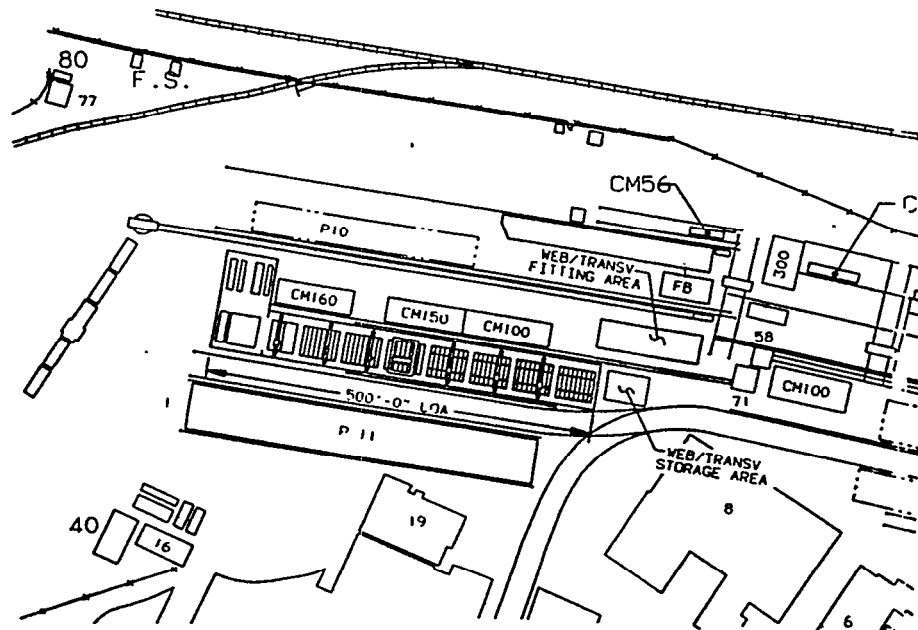 80
F.S.
77
CM56
C
P10
WEB/TRANSV
FITTING AREA
300
FB
CM160
CM150
CM100
58
CM100
71
500'-0" LOA
P 11
WEB/TRANSV
STORAGE AREA
8
19
40
16
6